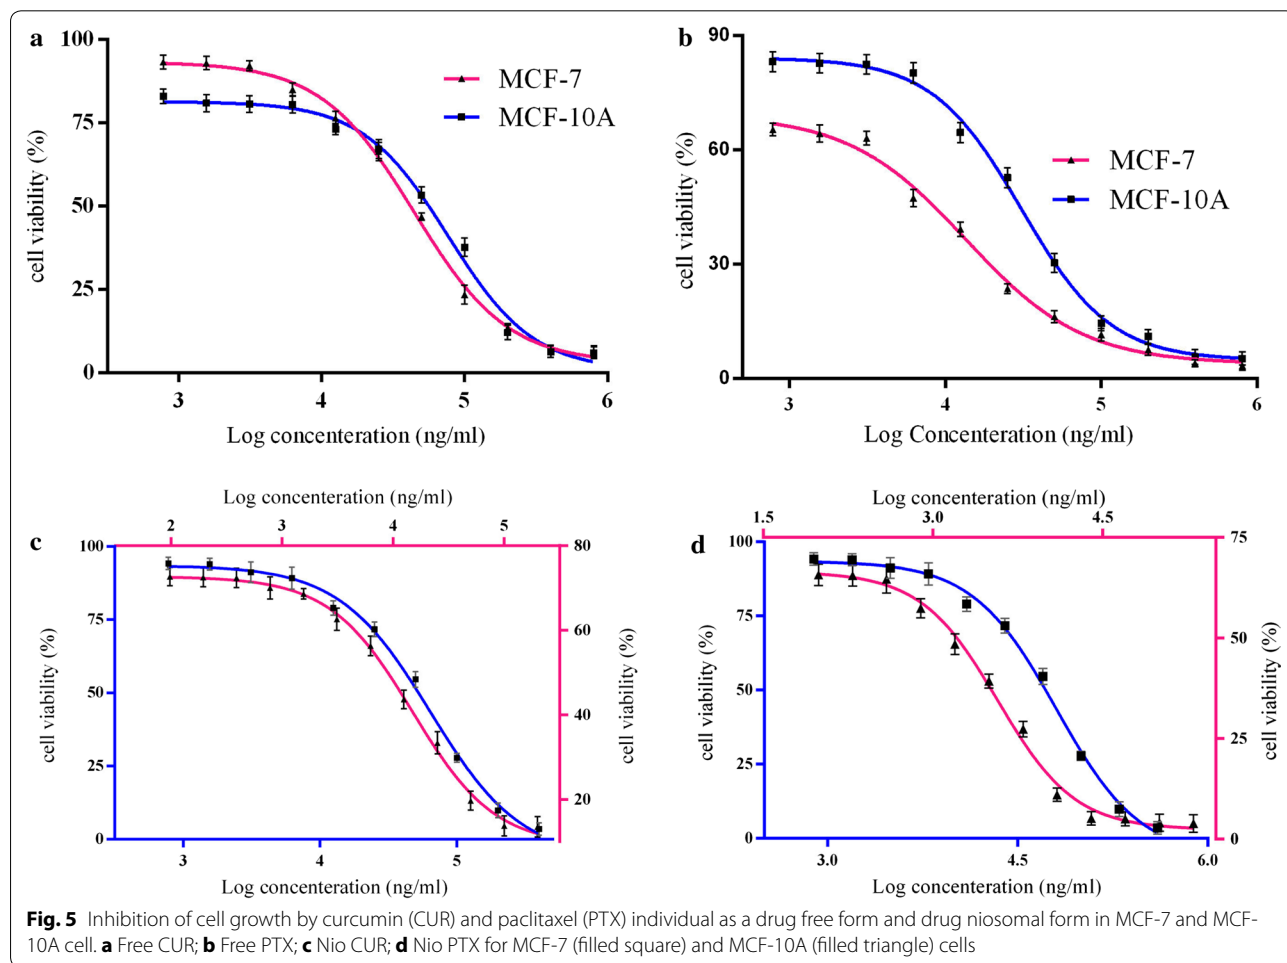 a
100
75
50
25
0
cell viability (%)
MCF-7
MCF-10A
3 4 5 6
Log concenteration (ng/ml)
b
90
60
30
0
cell viability (%)
MCF-7
MCF-10A
3 4 5 6
Log Concenteration (ng/ml)
Log concenteration (ng/ml)
2 3 4 5
c
100
75
50
25
0
cell viability (%)
80
60
40
20
cell viability (%)
3 4 5
Log concenteration (ng/ml)
Log concenteration (ng/ml)
1.5 3.0 4.5
d
100
75
50
25
0
cell viability (%)
75
50
25
0
cell viability (%)
3.0 4.5 6.0
Log concenteration (ng/ml)
Fig. 5 Inhibition of cell growth by curcumin (CUR) and paclitaxel (PTX) individual as a drug free form and drug niosomal form in MCF-7 and MCF-
10A cell. a Free CUR; b Free PTX; c Nio CUR; d Nio PTX for MCF-7 (filled square) and MCF-10A (filled triangle) cells